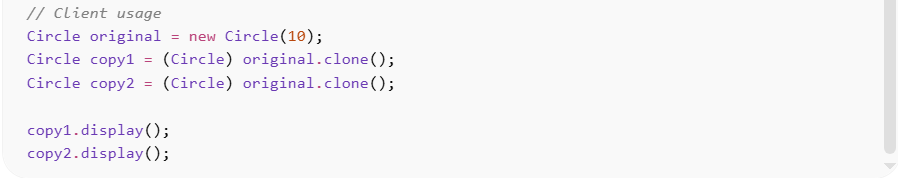 // Client usage
Circle original = new Circle(10);
Circle copy1 = (Circle) original.clone();
Circle copy2 = (Circle) original.clone();
copy1.display();
copy2.display();